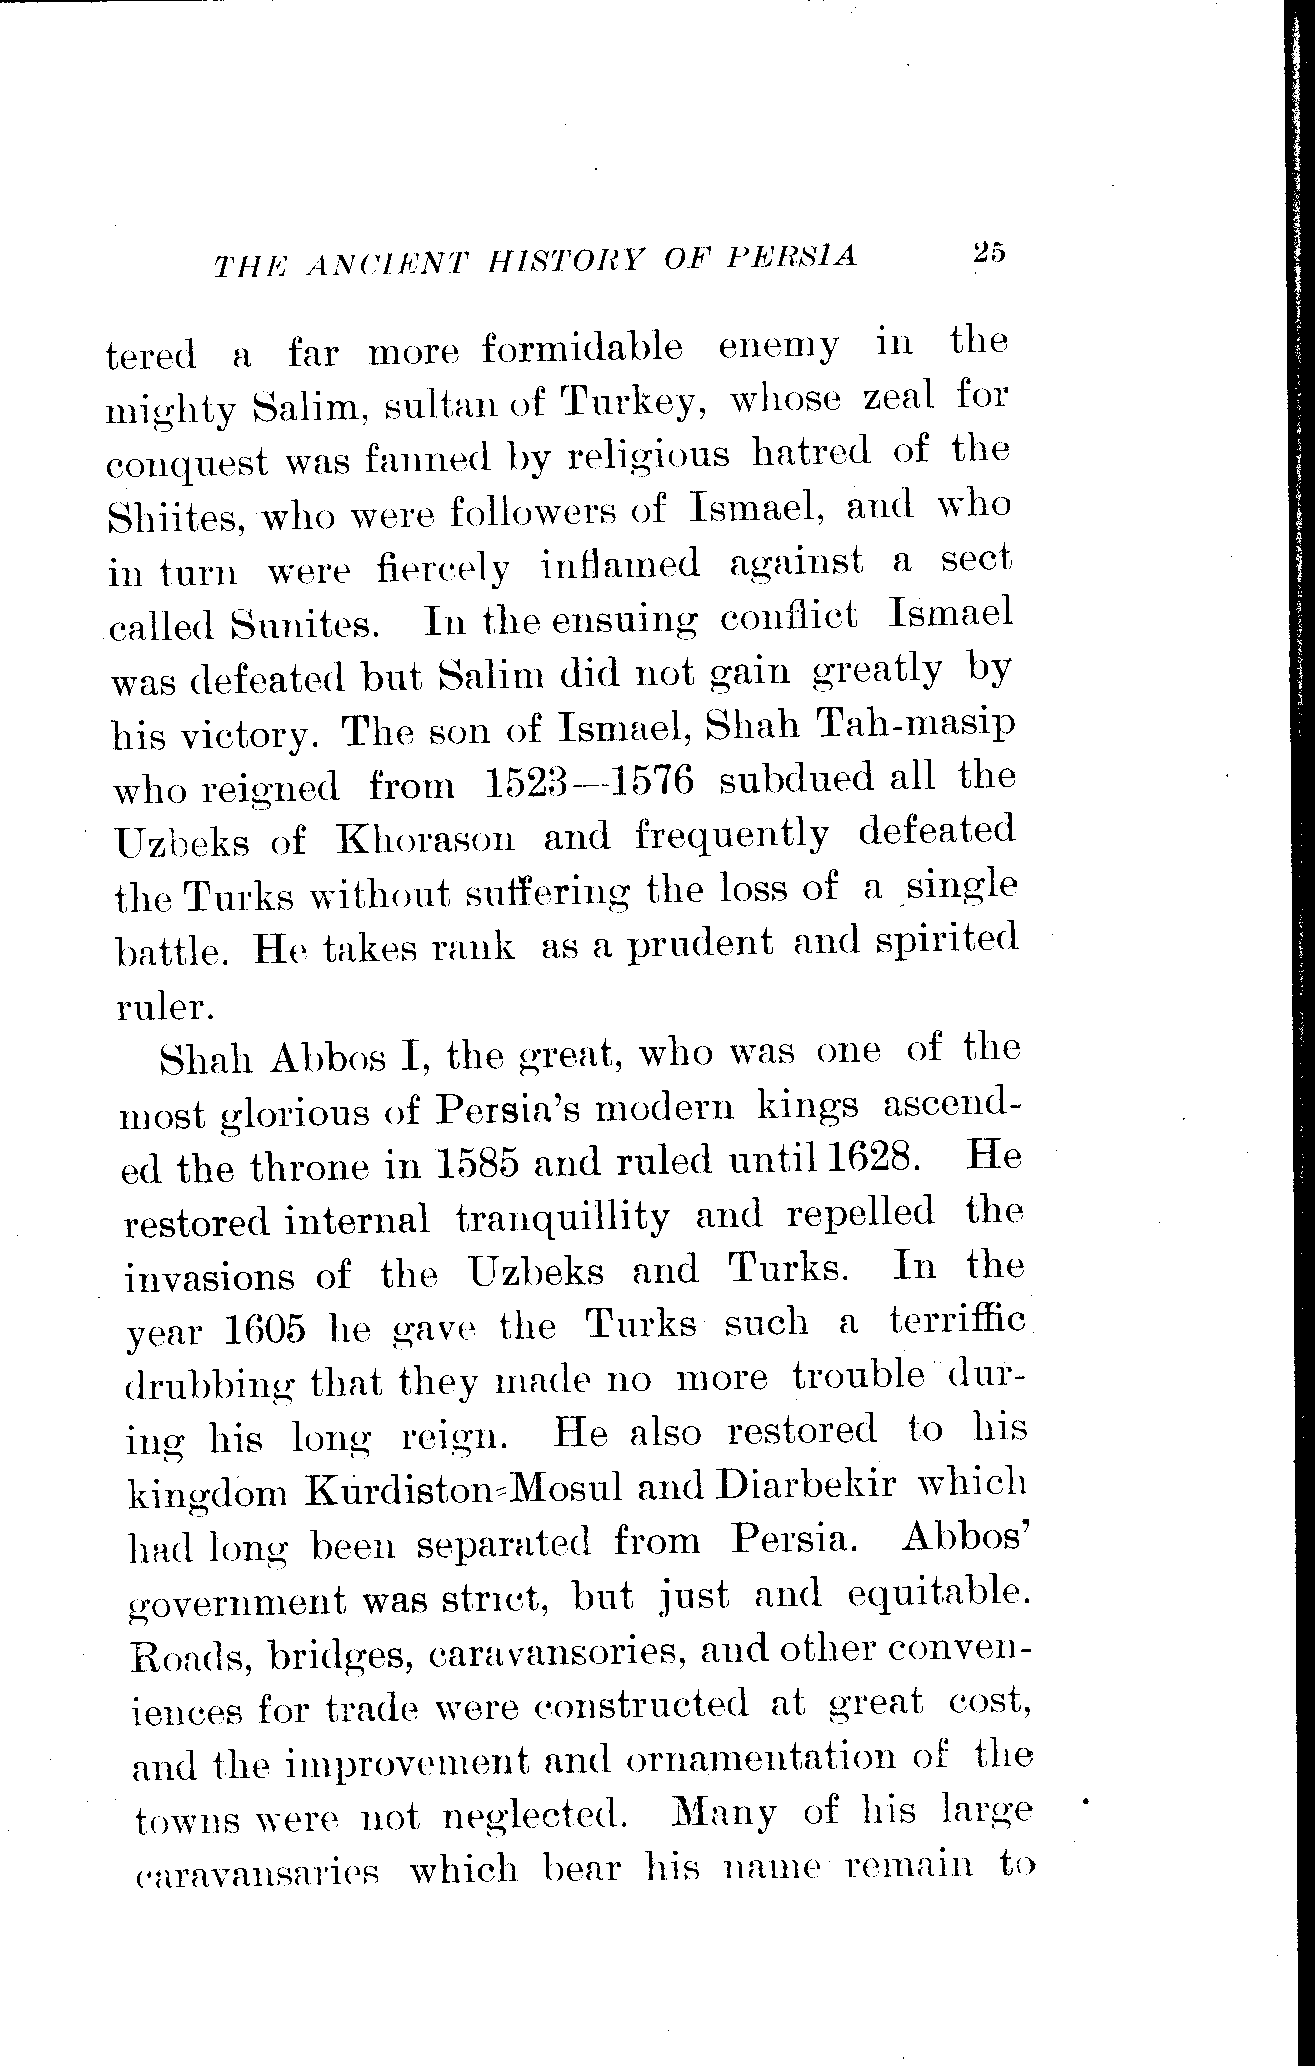 THE ANCIENT HISTORY OF PERSIA 25
tered a far more formidable enemy in the
mighty Salim, sultan of Turkey, whose zeal for
conquest was fanned by religious hatred of the
Shiites, who were followers of Ismael, and who
in turn were fiercely inflamed against a sect
called Sunites. In the ensuing conflict Ismael
was defeated but Salim did not gain greatly by
his victory. The son of Ismael, Shah Tah-masip
who reigned from 1523—1576 subdued all the
Uzbeks of Khorason and frequently defeated
the Turks without suffering the loss of a single
battle. He takes rank as a prudent and spirited
ruler.
Shah Abbos I, the great, who was one of the
most glorious of Persia's modern kings ascend-
ed the throne in 1585 and ruled until 1628. He
restored internal tranquillity and repelled the
invasions of the Uzbeks and Turks. In the
year 1605 he gave the Turks such a terriffic
drubbing that they made no more trouble dur-
ing his long reign. He also restored to his
kingdom Kurdiston-Mosul and Diarbekir which
had long been separated from Persia. Abbos'
government was strict, but just and equitable.
Roads, bridges, caravansories, and other conven-
iences for trade were constructed at great cost,
and the improvement and ornamentation of the
towns were not neglected. Many of his large
caravansaries which bear his name remain to